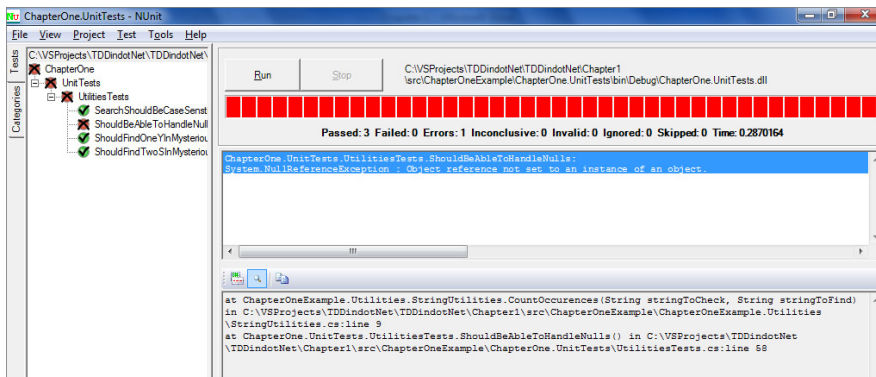 ChapterOne.UnitTests - NUnit
File View Project Test Tools Help
Tests
Categories
C:\VSProjects\TDDindotNet\TDDindotNet\
ChapterOne
UnitTests
UtilitiesTests
SearchShouldBeCaseSenst
ShouldBeAbleToHandleNull
ShouldFindOneYInMysteriou
ShouldFindTwoSInMysteriou
Run Stop
C:\VSProjects\TDDindotNet\TDDindotNet\Chapter1
\src\ChapterOneExample\ChapterOne.UnitTests\bin\Debug\ChapterOne.UnitTests.dll
Passed: 3 Failed: 0 Errors: 1 Inconclusive: 0 Invalid: 0 Ignored: 0 Skipped: 0 Time: 0.2870164
ChapterOne.UnitTests.UtilitiesTests.ShouldBeAbleToHandleNulls:
System.NullReferenceException : Object reference not set to an instance of an object.
at ChapterOneExample.Utilities.StringUtilities.CountOccurences(String stringToCheck, String stringToFind)
in C:\VSProjects\TDDindotNet\TDDindotNet\Chapter1\src\ChapterOneExample\ChapterOneExample.Utilities
\StringUtilities.cs:line 9
at ChapterOne.UnitTests.UtilitiesTests.ShouldBeAbleToHandleNulls() in C:\VSProjects\TDDindotNet
\TDDindotNet\Chapter1\src\ChapterOneExample\ChapterOne.UnitTests\UtilitiesTests.cs:line 58